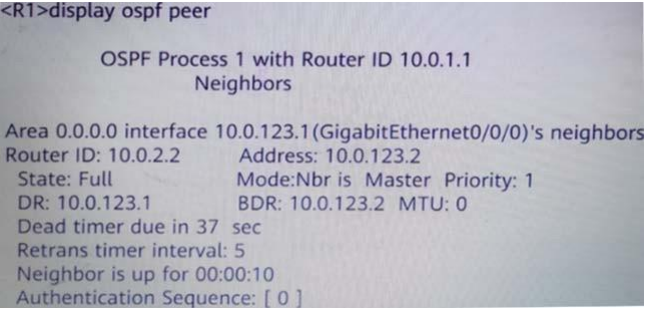 <R1>display ospf peer
OSPF Process 1 with Router ID 10.0.1.1
Neighbors
Area 0.0.0.0 interface 10.0.123.1(GigabitEthernet0/0/0)'s neighbors
Router ID: 10.0.2.2 Address: 10.0.123.2
State: Full Mode:Nbr is Master Priority: 1
DR: 10.0.123.1 BDR: 10.0.123.2 MTU: 0
Dead timer due in 37 sec
Retrans timer interval: 5
Neighbor is up for 00:00:10
Authentication Sequence: [ 0 ]